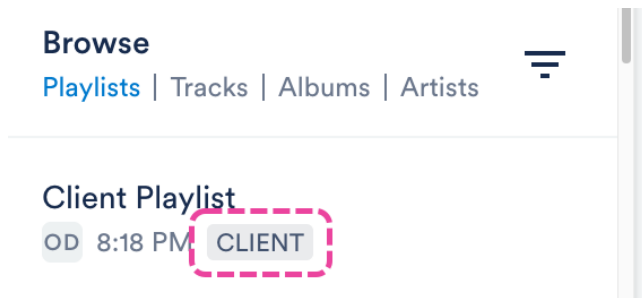 Browse
Playlists | Tracks | Albums | Artists
Client Playlist
OD 8:18 PM CLIENT